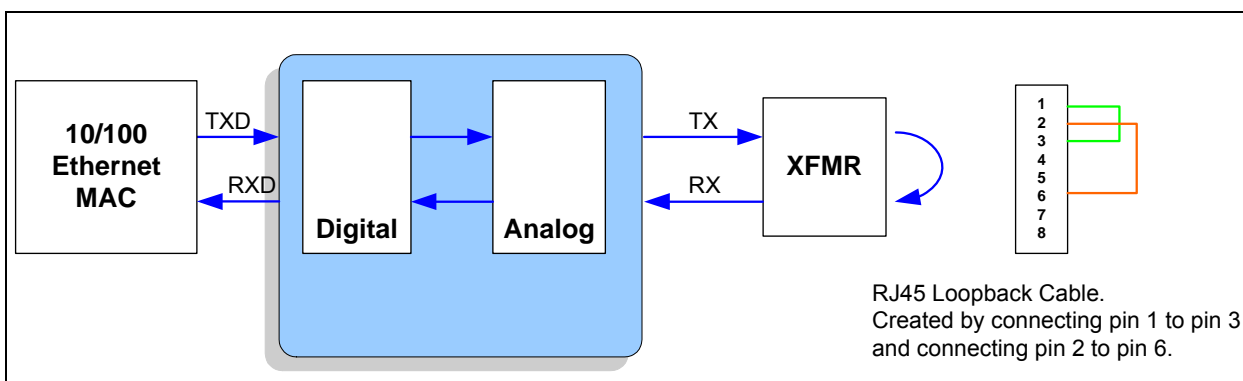 10/100
Ethernet
MAC
TXD
RXD
Digital
Analog
TX
RX
XFMR
1
2
3
4
5
6
7
8
RJ45 Loopback Cable.
Created by connecting pin 1 to pin 3
and connecting pin 2 to pin 6.